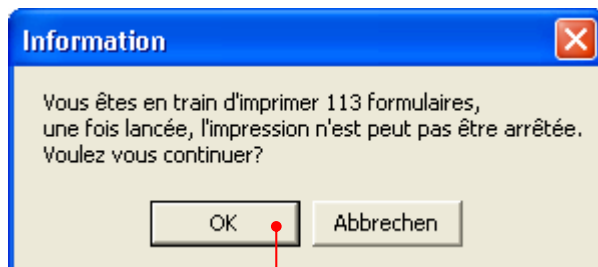 Information
Vous êtes en train d'imprimer 113 formulaires,
une fois lancée, l'impression n'est peut pas être arrêtée.
Voulez vous continuer?
OK Abbrechen